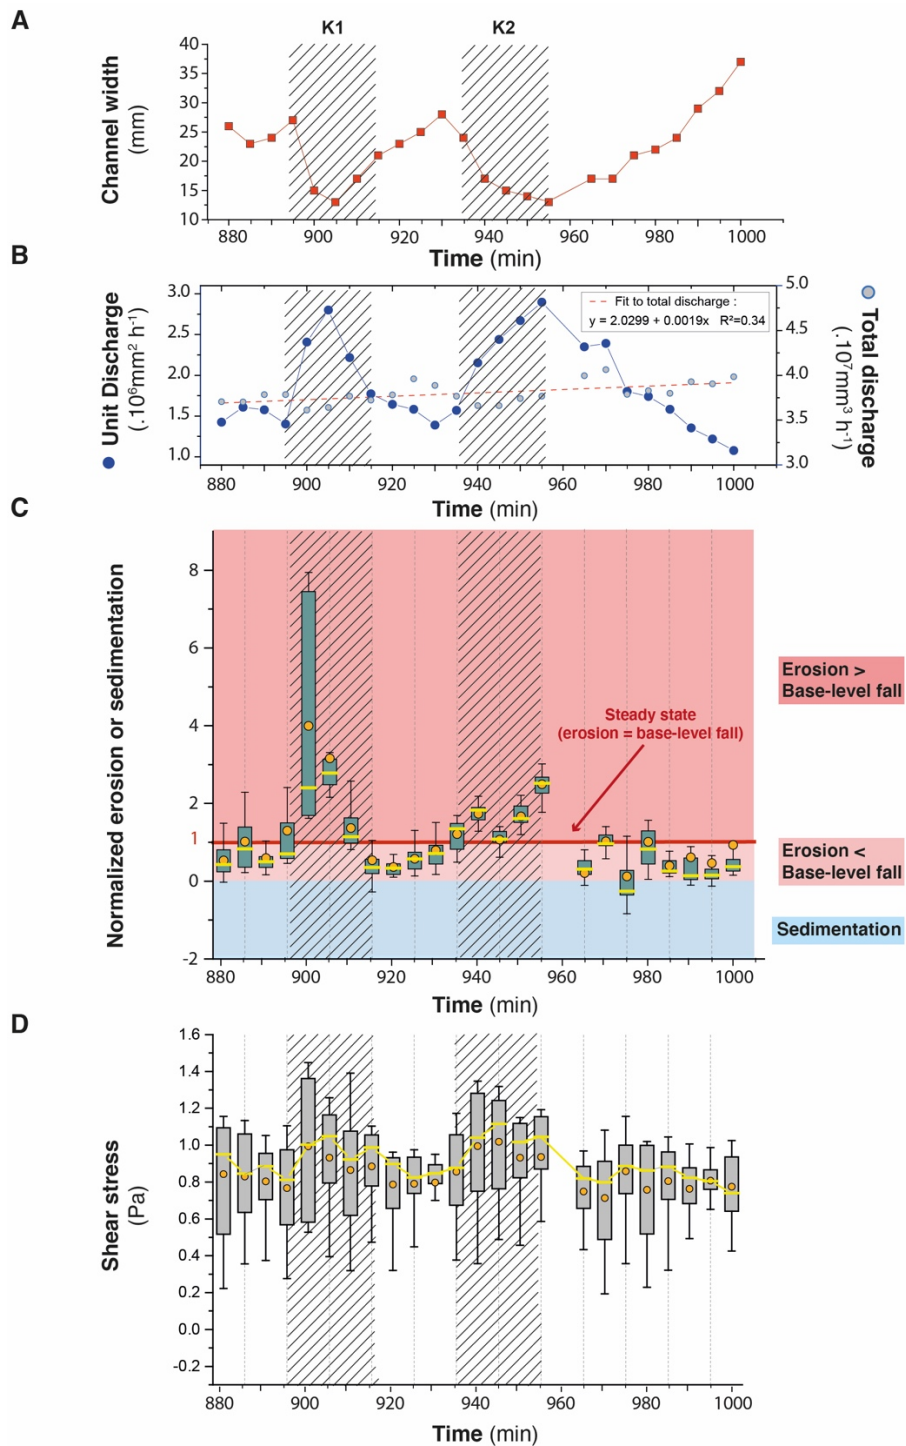 A
K1 K2
Channel width
(mm)
40
35
30
25
20
15
10
880 900 920 940 960 980 1000
Time (min)
B
Unit Discharge
(.10⁶mm² h⁻¹)
3.0
2.5
2.0
1.5
1.0
Fit to total discharge :
y = 2.0299 + 0.0019x R²=0.34
5.0
4.5
4.0
3.5
3.0
Total discharge
(.10⁷mm³ h⁻¹)
880 900 920 940 960 980 1000
Time (min)
C
Normalized erosion or sedimentation
8
6
4
2
1
0
-2
Steady state
(erosion = base-level fall)
Erosion >
Base-level fall
Erosion <
Base-level fall
Sedimentation
880 900 920 940 960 980 1000
Time (min)
D
Shear stress
(Pa)
1.6
1.4
1.2
1.0
0.8
0.6
0.4
0.2
0.0
-0.2
880 900 920 940 960 980 1000
Time (min)